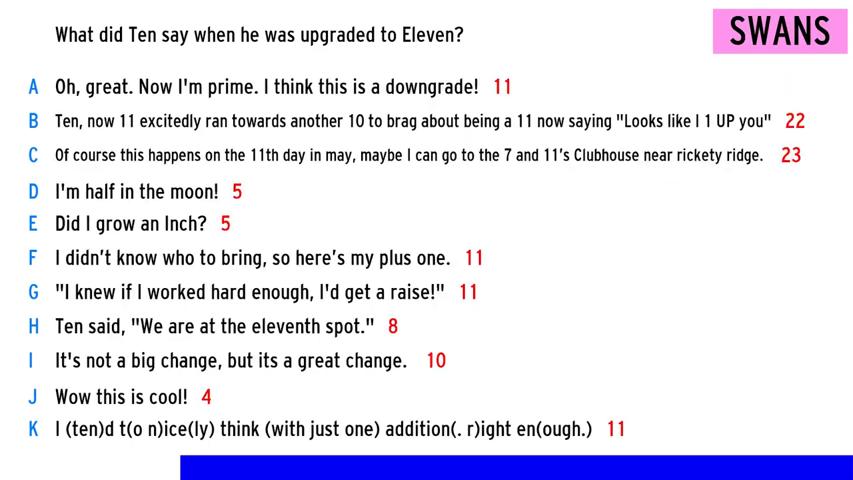 What did Ten say when he was upgraded to Eleven?
SWANS
A Oh, great. Now I'm prime. I think this is a downgrade! 11
B Ten, now 11 excitedly ran towards another 10 to brag about being a 11 now saying "Looks like I 1 UP you" 22
C Of course this happens on the 11th day in may, maybe I can go to the 7 and 11's Clubhouse near rickety ridge. 23
D I'm half in the moon! 5
E Did I grow an Inch? 5
F I didn't know who to bring, so here's my plus one. 11
G "I knew if I worked hard enough, I'd get a raise!" 11
H Ten said, "We are at the eleventh spot." 8
I It's not a big change, but its a great change. 10
J Wow this is cool! 4
K I (ten)d t(o n)ice(ly) think (with just one) addition(. r)ight en(ough.) 11